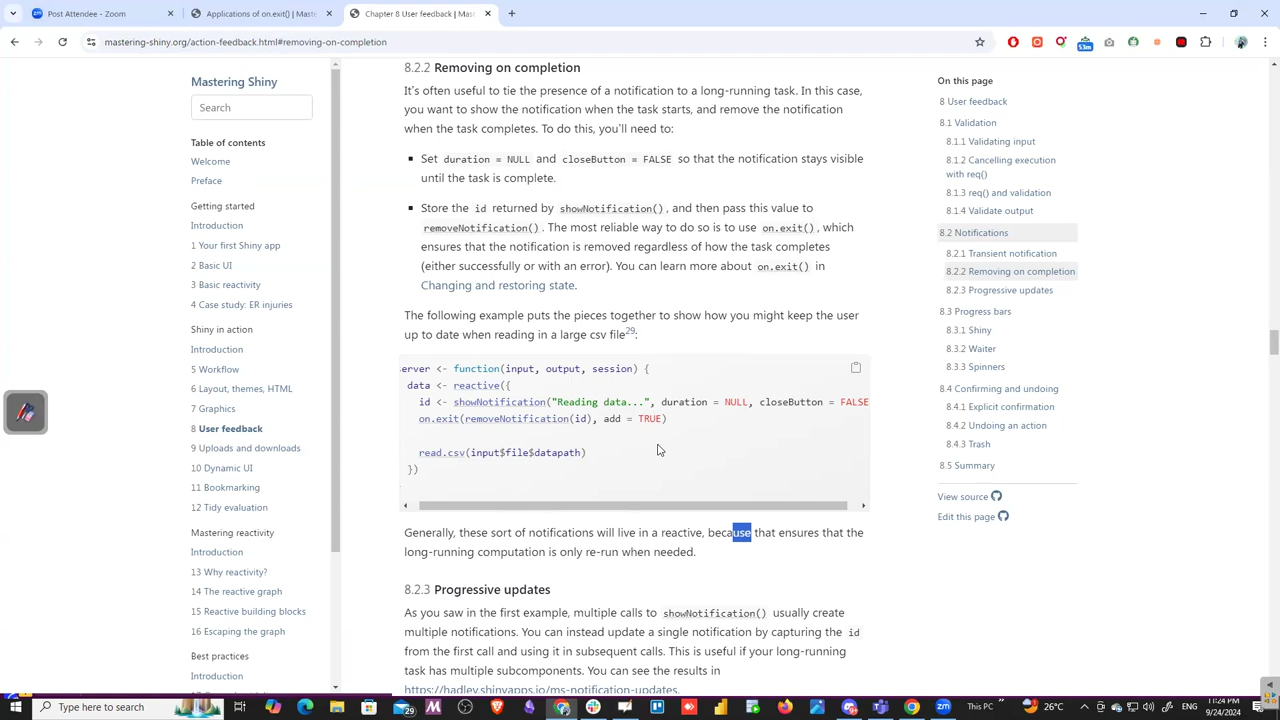 Post Attendee - Zoom
Applications of on.exit() | Mast
Chapter 8 User feedback | Mast
mastering-shiny.org/action-feedback.html#removing-on-completion
53m
Mastering Shiny
Search
Table of contents
Welcome
Preface
Getting started
Introduction
1 Your first Shiny app
2 Basic UI
3 Basic reactivity
4 Case study: ER injuries
Shiny in action
Introduction
5 Workflow
6 Layout, themes, HTML
7 Graphics
8 User feedback
9 Uploads and downloads
10 Dynamic UI
11 Bookmarking
12 Tidy evaluation
Mastering reactivity
Introduction
13 Why reactivity?
14 The reactive graph
15 Reactive building blocks
16 Escaping the graph
Best practices
Introduction
8.2.2 Removing on completion
It's often useful to tie the presence of a notification to a long-running task. In this case,
you want to show the notification when the task starts, and remove the notification
when the task completes. To do this, you'll need to:
▪ Set duration = NULL and closeButton = FALSE so that the notification stays visible
until the task is complete.
▪ Store the id returned by showNotification(), and then pass this value to
removeNotification(). The most reliable way to do so is to use on.exit(), which
ensures that the notification is removed regardless of how the task completes
(either successfully or with an error). You can learn more about on.exit() in
Changing and restoring state.
The following example puts the pieces together to show how you might keep the user
up to date when reading in a large csv file29:
server <- function(input, output, session) {
data <- reactive({
id <- showNotification("Reading data...", duration = NULL, closeButton = FALSE
on.exit(removeNotification(id), add = TRUE)
read.csv(input$file$datapath)
})
Generally, these sort of notifications will live in a reactive, because that ensures that the
long-running computation is only re-run when needed.
8.2.3 Progressive updates
As you saw in the first example, multiple calls to showNotification() usually create
multiple notifications. You can instead update a single notification by capturing the id
from the first call and using it in subsequent calls. This is useful if your long-running
task has multiple subcomponents. You can see the results in
https://hadley.shinyapps.io/ms-notification-updates.
On this page
8 User feedback
8.1 Validation
8.1.1 Validating input
8.1.2 Cancelling execution
with req()
8.1.3 req() and validation
8.1.4 Validate output
8.2 Notifications
8.2.1 Transient notification
8.2.2 Removing on completion
8.2.3 Progressive updates
8.3 Progress bars
8.3.1 Shiny
8.3.2 Waiter
8.3.3 Spinners
8.4 Confirming and undoing
8.4.1 Explicit confirmation
8.4.2 Undoing an action
8.4.3 Trash
8.5 Summary
View source
Edit this page
Type here to search
29
This PC
26°C
11:24 PM
9/24/2024